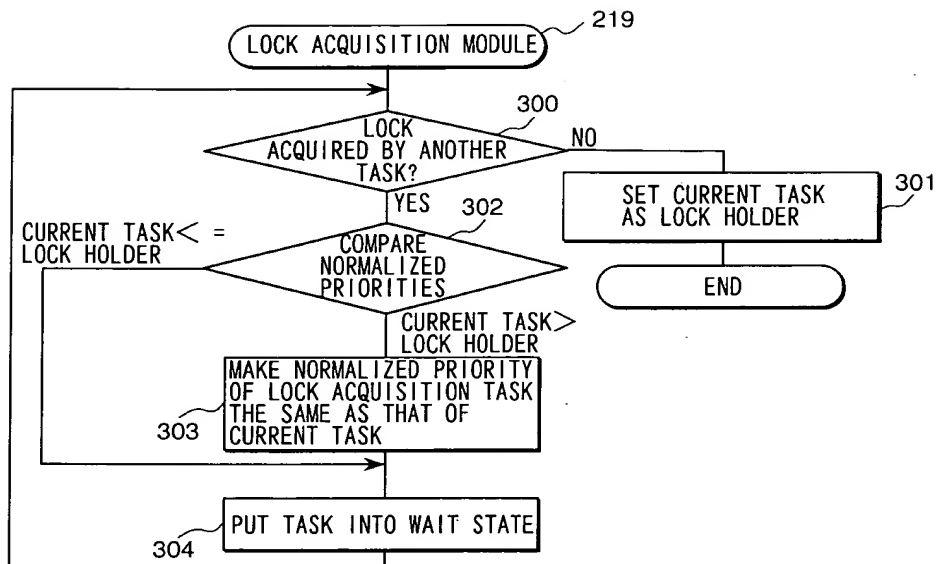 LOCK ACQUISITION MODULE
219
300
LOCK
ACQUIRED BY ANOTHER
TASK?
NO
YES
SET CURRENT TASK
AS LOCK HOLDER
301
END
302
CURRENT TASK< =
LOCK HOLDER
COMPARE
NORMALIZED
PRIORITIES
CURRENT TASK>
LOCK HOLDER
MAKE NORMALIZED PRIORITY
OF LOCK ACQUISITION TASK
THE SAME AS THAT OF
CURRENT TASK
303
PUT TASK INTO WAIT STATE
304